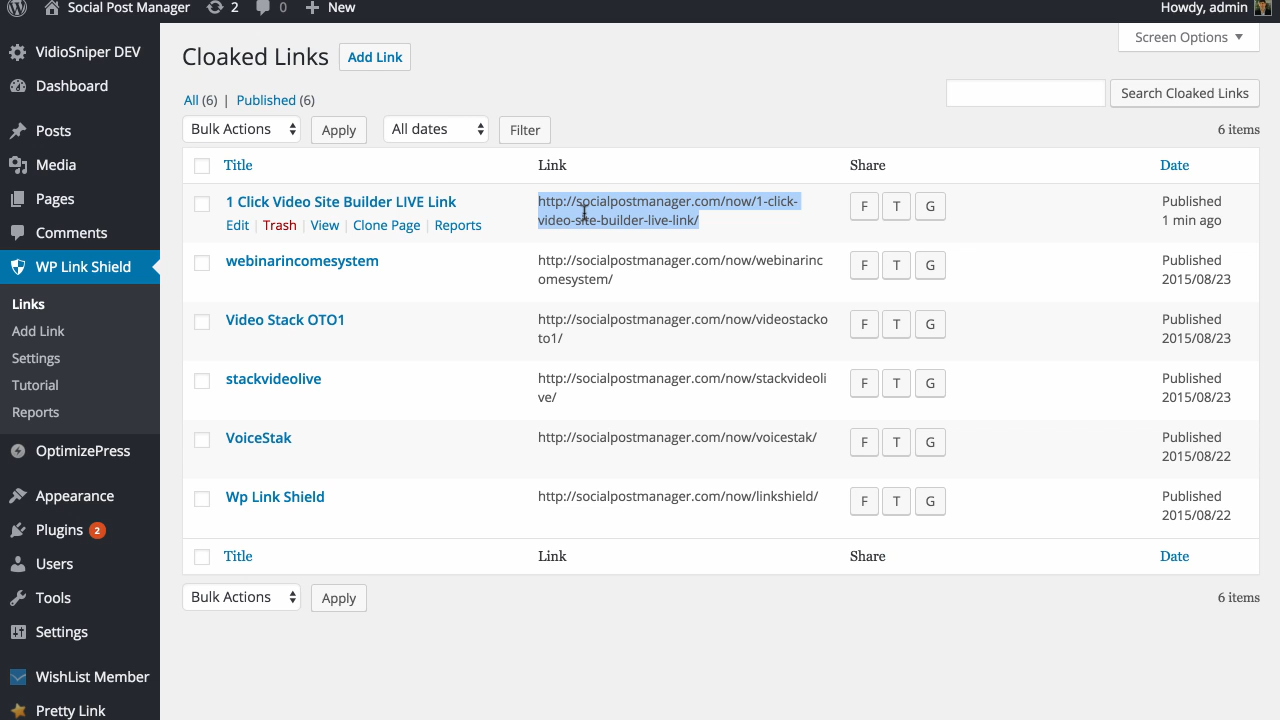 Social Post Manager 2 0 + New Howdy, admin
Screen Options
VidioSniper DEV
Dashboard
Posts
Media
Pages
Comments
WP Link Shield
Links
Add Link
Settings
Tutorial
Reports
OptimizePress
Appearance
Plugins 2
Users
Tools
Settings
WishList Member
Pretty Link
Cloaked Links Add Link
All (6) | Published (6)
Search Cloaked Links
Bulk Actions Apply All dates Filter 6 items
Title Link Share Date
1 Click Video Site Builder LIVE Link http://socialpostmanager.com/now/1-click- F T G Published
Edit | Trash | View | Clone Page | Reports video-site-builder-live-link/ 1 min ago
webinarincomesystem http://socialpostmanager.com/now/webinarinc F T G Published
omesystem/ 2015/08/23
Video Stack OTO1 http://socialpostmanager.com/now/videostacko F T G Published
to1/ 2015/08/23
stackvideolive http://socialpostmanager.com/now/stackvideoli F T G Published
ve/ 2015/08/23
VoiceStak http://socialpostmanager.com/now/voicestak/ F T G Published
2015/08/22
Wp Link Shield http://socialpostmanager.com/now/linkshield/ F T G Published
2015/08/22
Title Link Share Date
Bulk Actions Apply 6 items